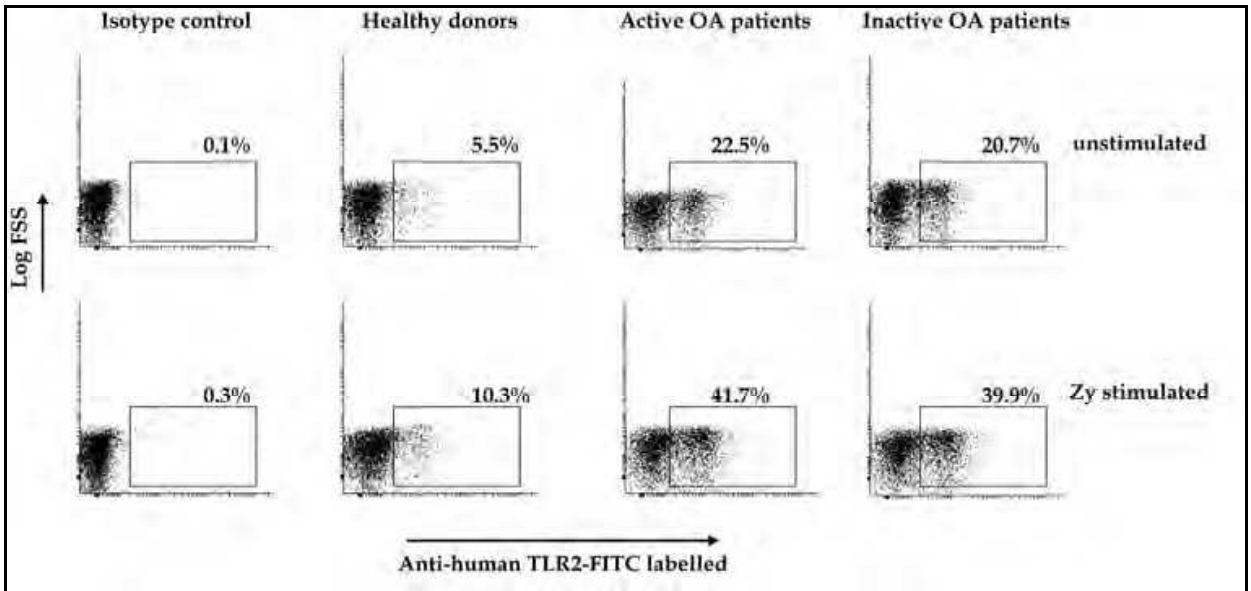 Isotype control
Healthy donors
Active OA patients
Inactive OA patients
0.1%
5.5%
22.5%
20.7%
unstimulated
Log FSS
0.3%
10.3%
41.7%
39.9%
Zy stimulated
Anti-human TLR2-FITC labelled